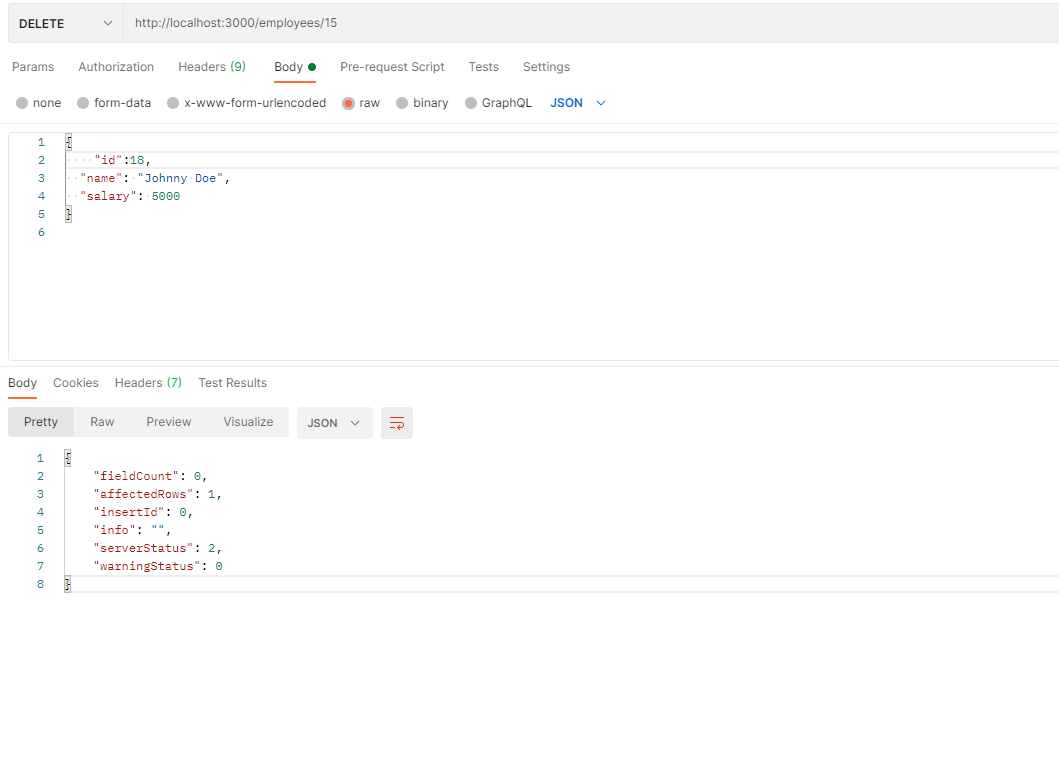 DELETE http://localhost:3000/employees/15
Params Authorization Headers (9) Body Pre-request Script Tests Settings
none form-data x-www-form-urlencoded raw binary GraphQL JSON
1 {
2 "id":18,
3 "name": "Johnny Doe",
4 "salary": 5000
5 }
6
Body Cookies Headers (7) Test Results
Pretty Raw Preview Visualize JSON
1 {
2 "fieldCount": 0,
3 "affectedRows": 1,
4 "insertId": 0,
5 "info": "",
6 "serverStatus": 2,
7 "warningStatus": 0
8 }